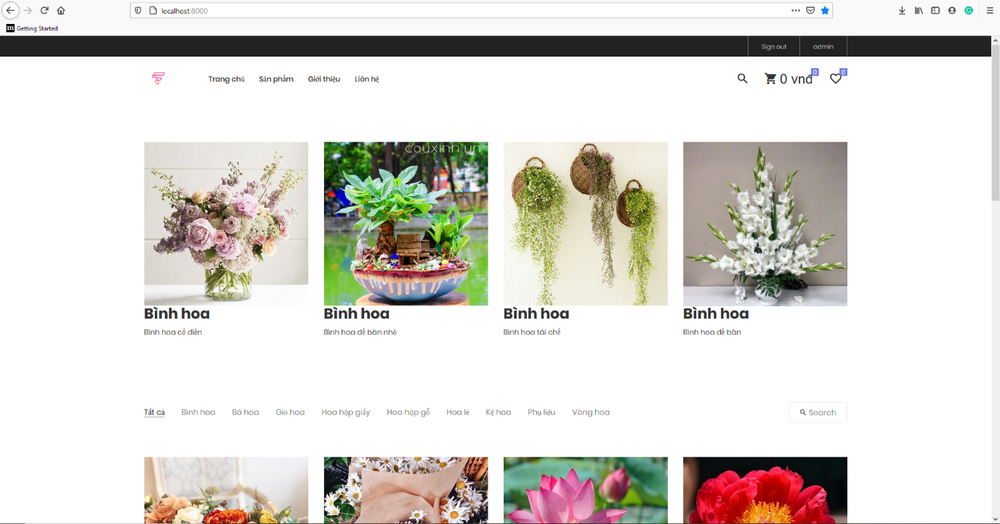 localhost:8000
Getting Started
Sign out admin
Trang chủ Sản phẩm Giới thiệu Liên hệ 0 vnđ 0 0
cayxinh.vn
Bình hoa Bình hoa Bình hoa Bình hoa
Bình hoa cổ điển Bình hoa để bàn nhỏ Bình hoa tái chế Bình hoa để bàn
Tất cả Bình hoa Bó hoa Giỏ hoa Hoa hộp giấy Hoa hộp gỗ Hoa lẻ Kệ hoa Phụ liệu Vòng hoa Search